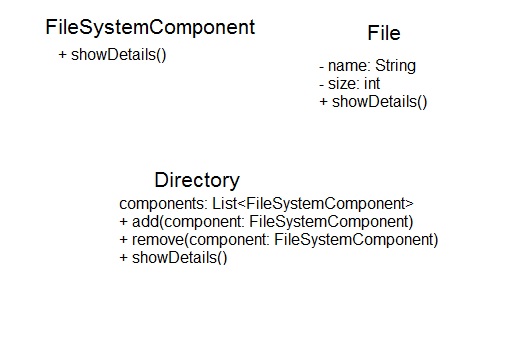 FileSystemComponent
+ showDetails()
File
- name: String
- size: int
+ showDetails()
Directory
components: List<FileSystemComponent>
+ add(component: FileSystemComponent)
+ remove(component: FileSystemComponent)
+ showDetails()